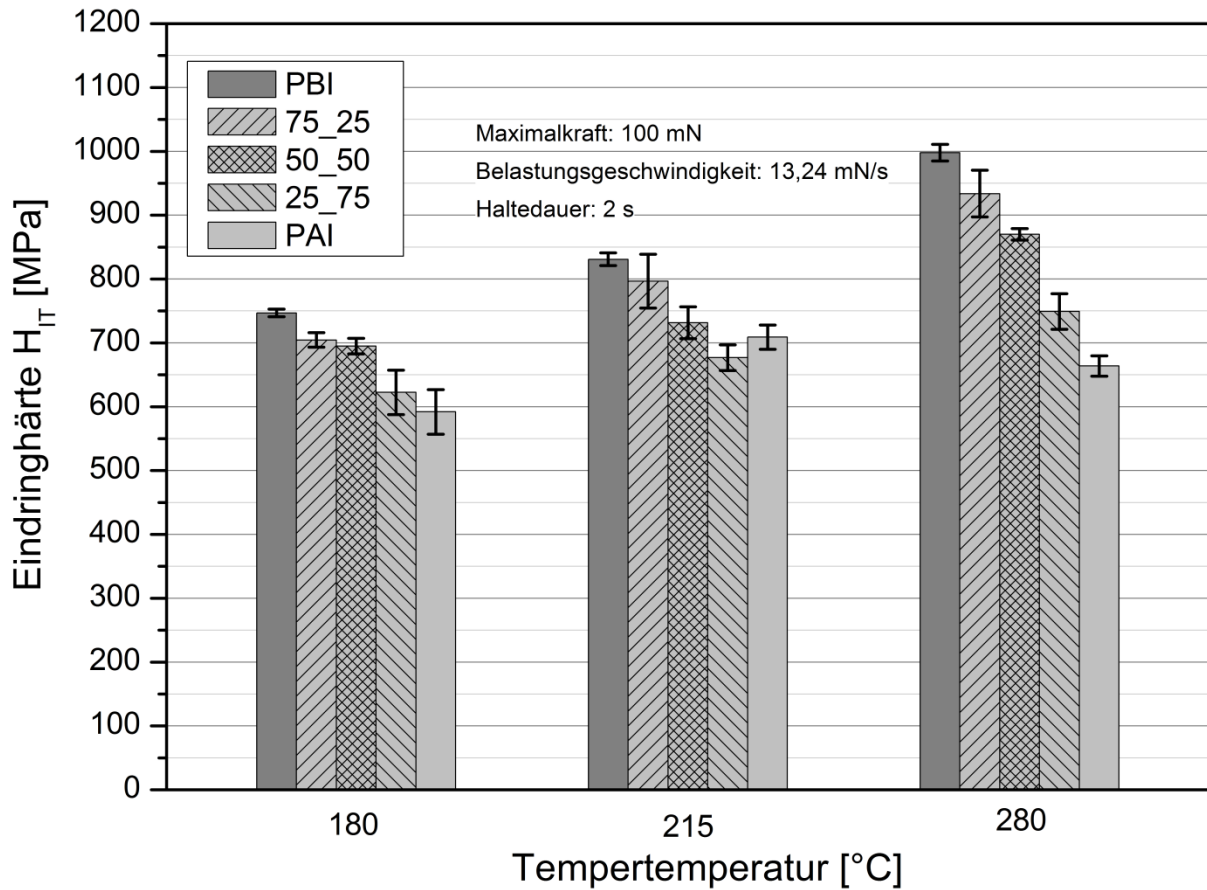 1200
1100
1000
900
800
700
600
500
400
300
200
100
0
Eindringhärte H_IT [MPa]
PBI
75_25
50_50
25_75
PAI
Maximalkraft: 100 mN
Belastungsgeschwindigkeit: 13,24 mN/s
Haltedauer: 2 s
180
215
280
Tempertemperatur [°C]